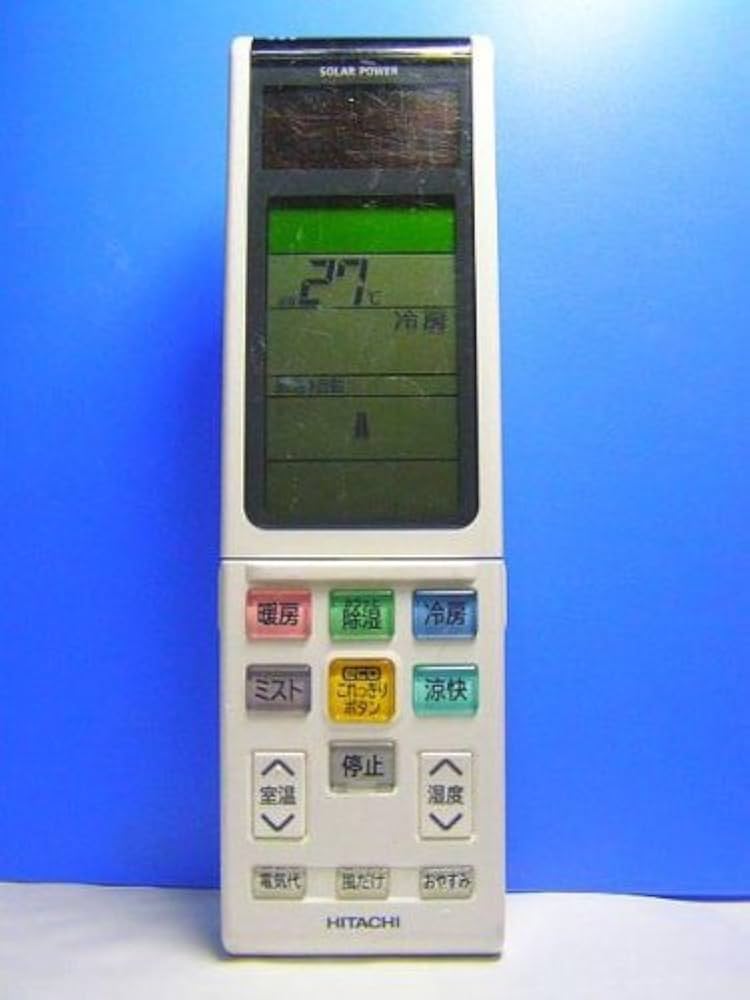 SOLAR POWER
27℃
冷房
暖房
除湿
冷房
ミスト
ECO
これっきり
ボタン
涼快
停止
室温
湿度
電気代
風だけ
おやすみ
HITACHI